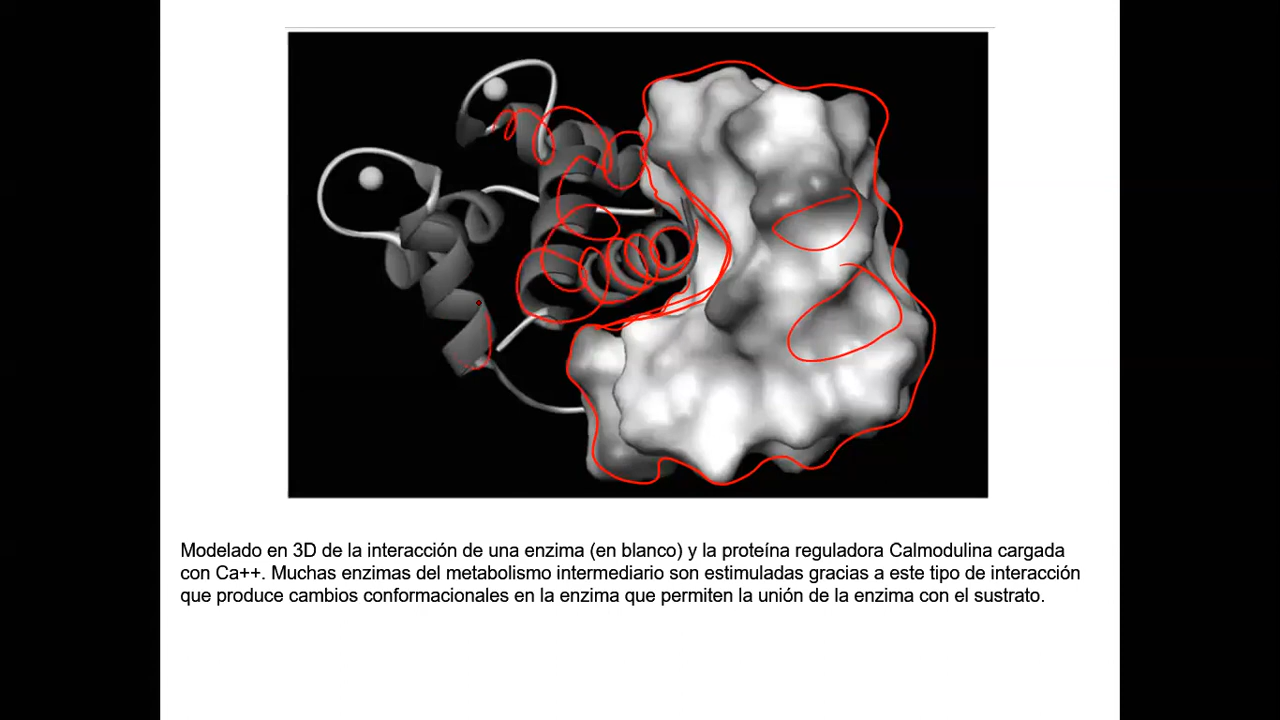 Modelado en 3D de la interacción de una enzima (en blanco) y la proteína reguladora Calmodulina cargada
con Ca++. Muchas enzimas del metabolismo intermediario son estimuladas gracias a este tipo de interacción
que produce cambios conformacionales en la enzima que permiten la unión de la enzima con el sustrato.